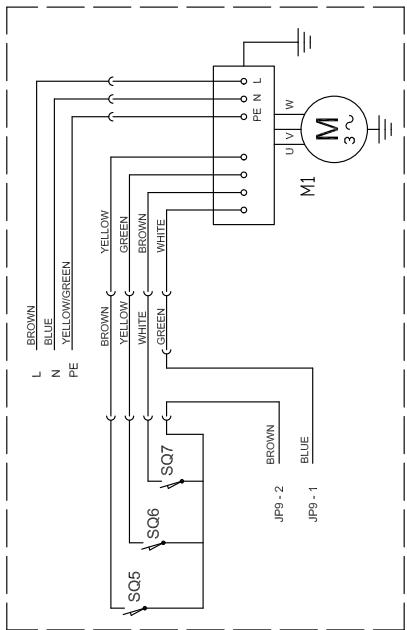 L
N
PE
W
V
U
M
3 ~
M1
YELLOW
GREEN
BROWN
WHITE
BROWN
BLUE
YELLOW/GREEN
L
N
PE
BROWN
YELLOW
WHITE
GREEN
SQ7
SQ6
SQ5
BROWN
BLUE
JP9 - 2
JP9 - 1